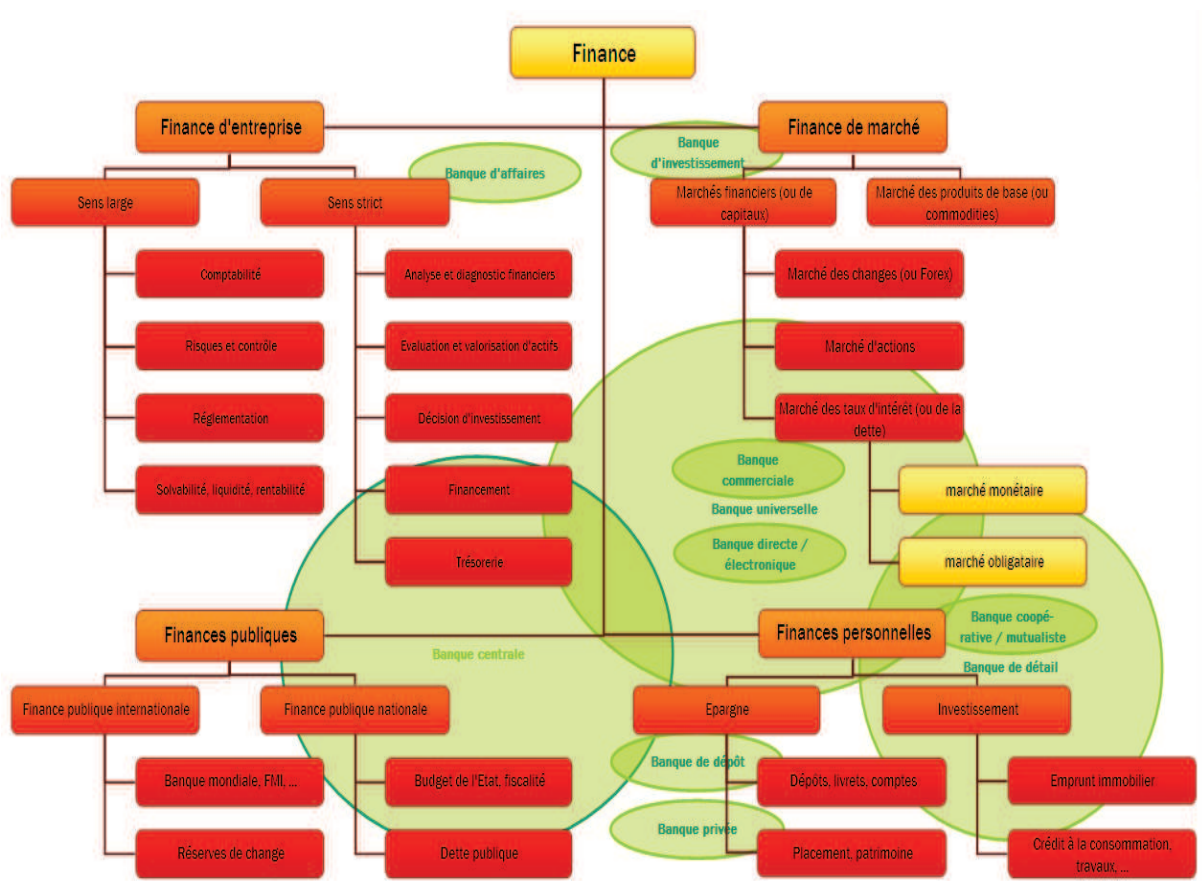 Finance
Finance d'entreprise
Finance de marché
Banque
d'investissement
Banque d'affaires
Sens large
Sens strict
Marchés financiers (ou de
capitaux)
Marché des produits de base (ou
commodities)
Comptabilité
Analyse et diagnostic financiers
Marché des changes (ou Forex)
Risques et contrôle
Evaluation et valorisation d'actifs
Marché d'actions
Réglementation
Décision d'investissement
Marché des taux d'intérêt (ou de la
dette)
Banque
commerciale
Solvabilité, liquidité, rentabilité
Financement
marché monétaire
Banque universelle
Banque directe /
électronique
Trésorerie
marché obligataire
Finances publiques
Banque centrale
Finances personnelles
Banque coopé-
rative / mutualiste
Banque de détail
Finance publique internationale
Finance publique nationale
Epargne
Investissement
Banque de dépôt
Banque mondiale, FMI, ...
Budget de l'Etat, fiscalité
Dépôts, livrets, comptes
Emprunt immobilier
Banque privée
Réserves de change
Dette publique
Placement, patrimoine
Crédit à la consommation,
travaux, ...